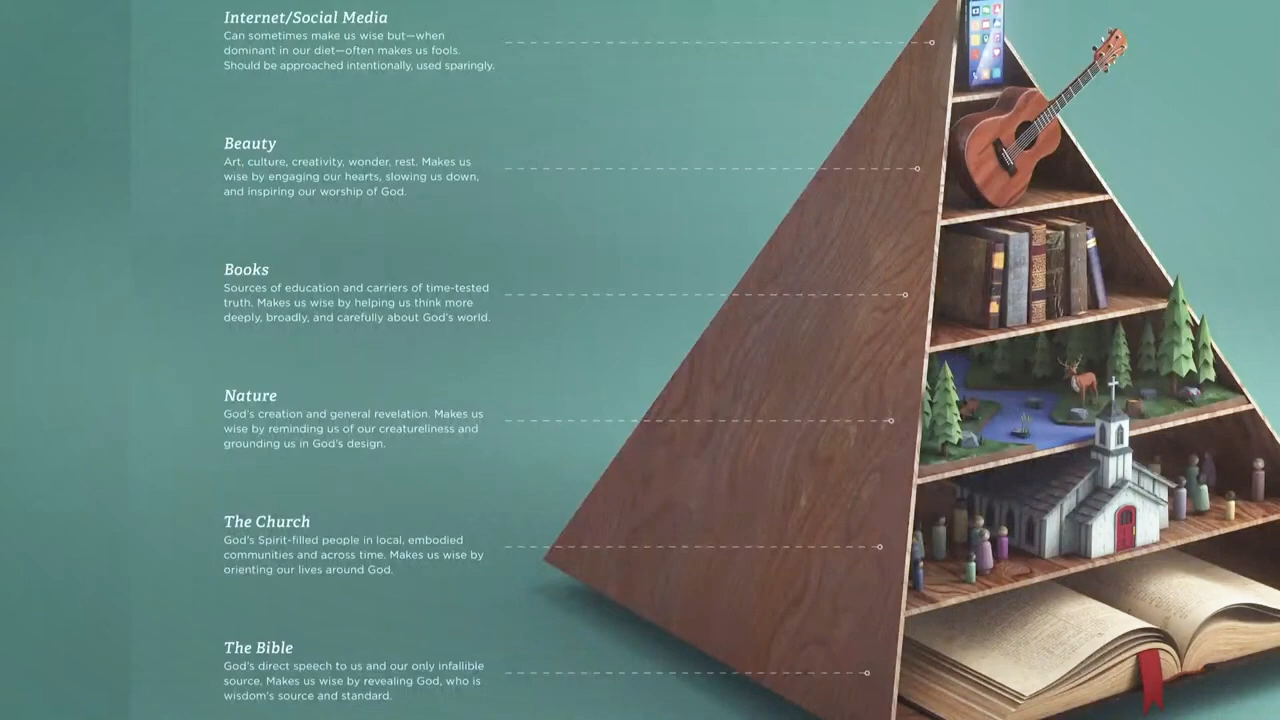 Internet/Social Media
Can sometimes make us wise but—when
dominant in our diet—often makes us fools.
Should be approached intentionally, used sparingly.
Beauty
Art, culture, creativity, wonder, rest. Makes us
wise by engaging our hearts, slowing us down,
and inspiring our worship of God.
Books
Sources of education and carriers of time-tested
truth. Makes us wise by helping us think more
deeply, broadly, and carefully about God's world.
Nature
God's creation and general revelation. Makes us
wise by reminding us of our creatureliness and
grounding us in God's design.
The Church
God's Spirit-filled people in local, embodied
communities and across time. Makes us wise by
orienting our lives around God.
The Bible
God's direct speech to us and our only infallible
source. Makes us wise by revealing God, who is
wisdom's source and standard.